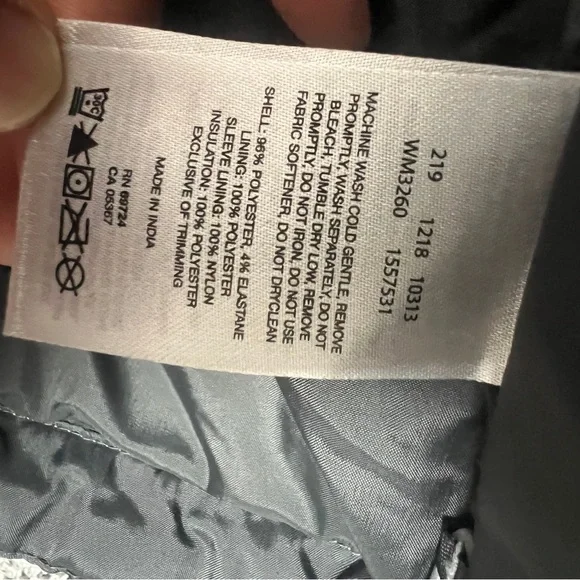 219 1218 10313
WM3260 1557531
MACHINE WASH COLD GENTLE, REMOVE
PROMPTLY, WASH SEPARATELY, DO NOT
BLEACH, TUMBLE DRY LOW, REMOVE
PROMPTLY, DO NOT IRON, DO NOT USE
FABRIC SOFTENER, DO NOT DRYCLEAN
SHELL: 96% POLYESTER, 4% ELASTANE
LINING: 100% POLYESTER
SLEEVE LINING: 100% NYLON
INSULATION: 100% POLYESTER
EXCLUSIVE OF TRIMMING
MADE IN INDIA
RN 69724
CA 05367
30C